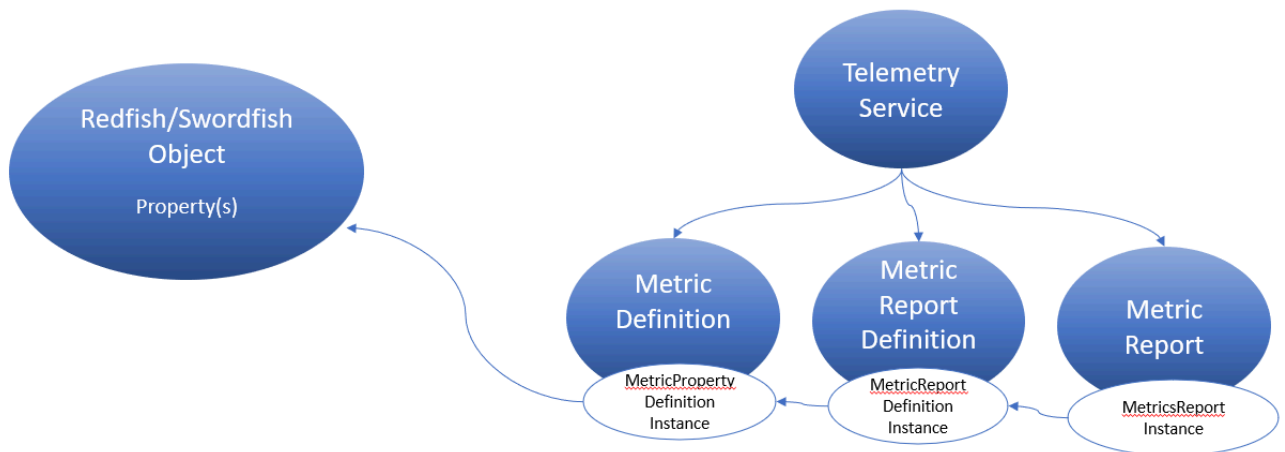 Redfish/Swordfish
Object
Property(s)
Telemetry
Service
Metric
Definition
MetricProperty
Definition
Instance
Metric
Report
Definition
MetricReport
Definition
Instance
Metric
Report
MetricsReport
Instance